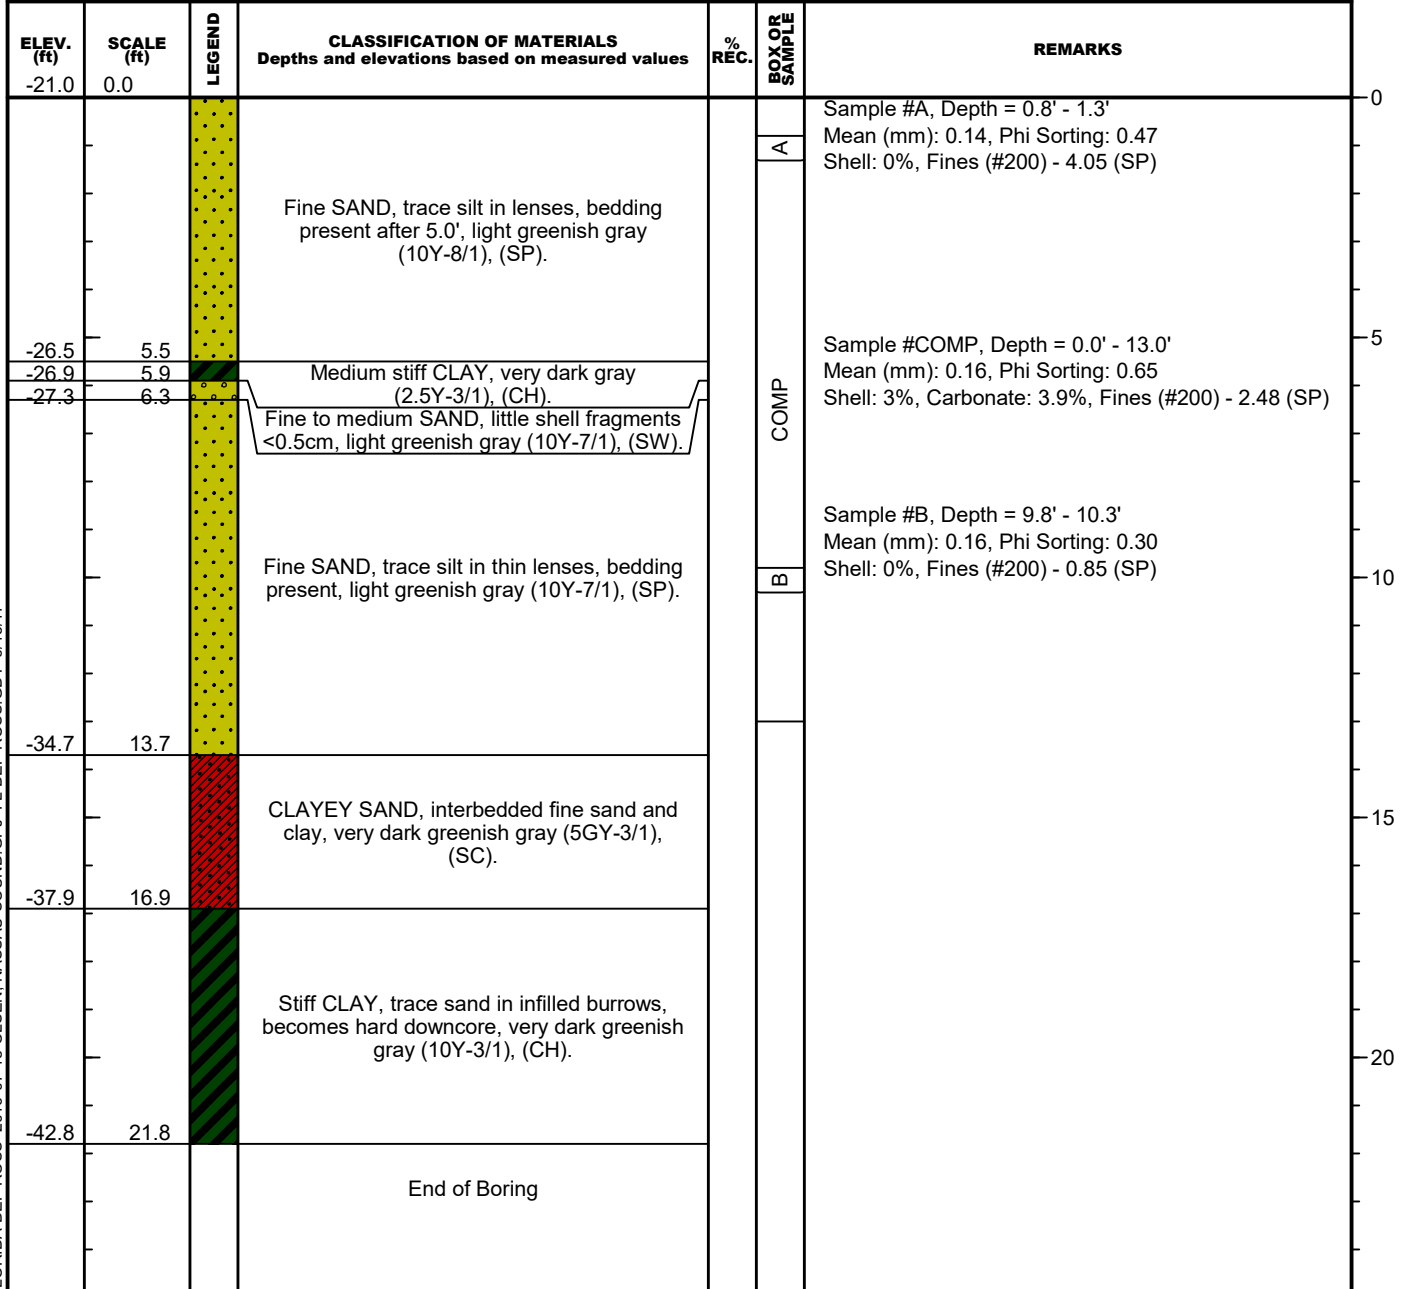 ELEV.
(ft)
-21.0
SCALE
(ft)
0.0
LEGEND
CLASSIFICATION OF MATERIALS
Depths and elevations based on measured values
%
REC.
BOX OR
SAMPLE
REMARKS
0
Sample #A, Depth = 0.8' - 1.3'
Mean (mm): 0.14, Phi Sorting: 0.47
Shell: 0%, Fines (#200) - 4.05 (SP)
A
Fine SAND, trace silt in lenses, bedding
present after 5.0', light greenish gray
(10Y-8/1), (SP).
5
-26.5 5.5
Sample #COMP, Depth = 0.0' - 13.0'
Mean (mm): 0.16, Phi Sorting: 0.65
Shell: 3%, Carbonate: 3.9%, Fines (#200) - 2.48 (SP)
-26.9 5.9
Medium stiff CLAY, very dark gray
(2.5Y-3/1), (CH).
-27.3 6.3
COMP
Fine to medium SAND, little shell fragments
<0.5cm, light greenish gray (10Y-7/1), (SW).
Sample #B, Depth = 9.8' - 10.3'
Mean (mm): 0.16, Phi Sorting: 0.30
Shell: 0%, Fines (#200) - 0.85 (SP)
B
10
Fine SAND, trace silt in thin lenses, bedding
present, light greenish gray (10Y-7/1), (SP).
-34.7 13.7
CLAYEY SAND, interbedded fine sand and
clay, very dark greenish gray (5GY-3/1),
(SC).
15
-37.9 16.9
Stiff CLAY, trace sand in infilled burrows,
becomes hard downcore, very dark greenish
gray (10Y-3/1), (CH).
20
-42.8 21.8
End of Boring